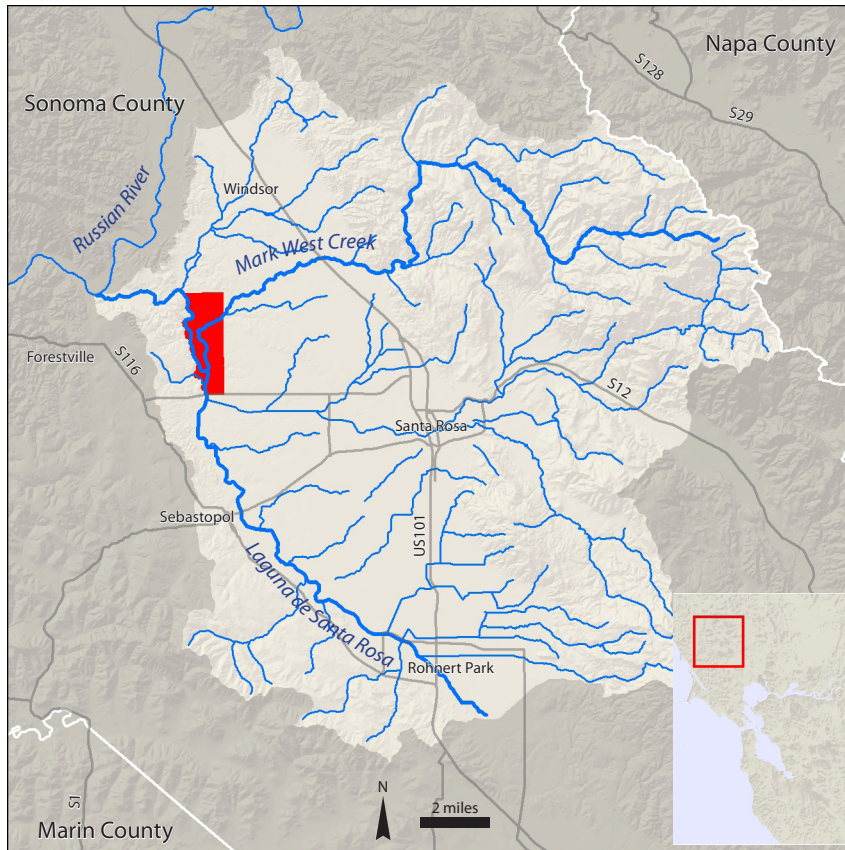 Napa County
S128
Sonoma County
S29
Russian River
Windsor
Mark West Creek
Forestville
S116
S12
Santa Rosa
Sebastopol
US101
Laguna de Santa Rosa
Rohnert Park
N
2 miles
S1
Marin County